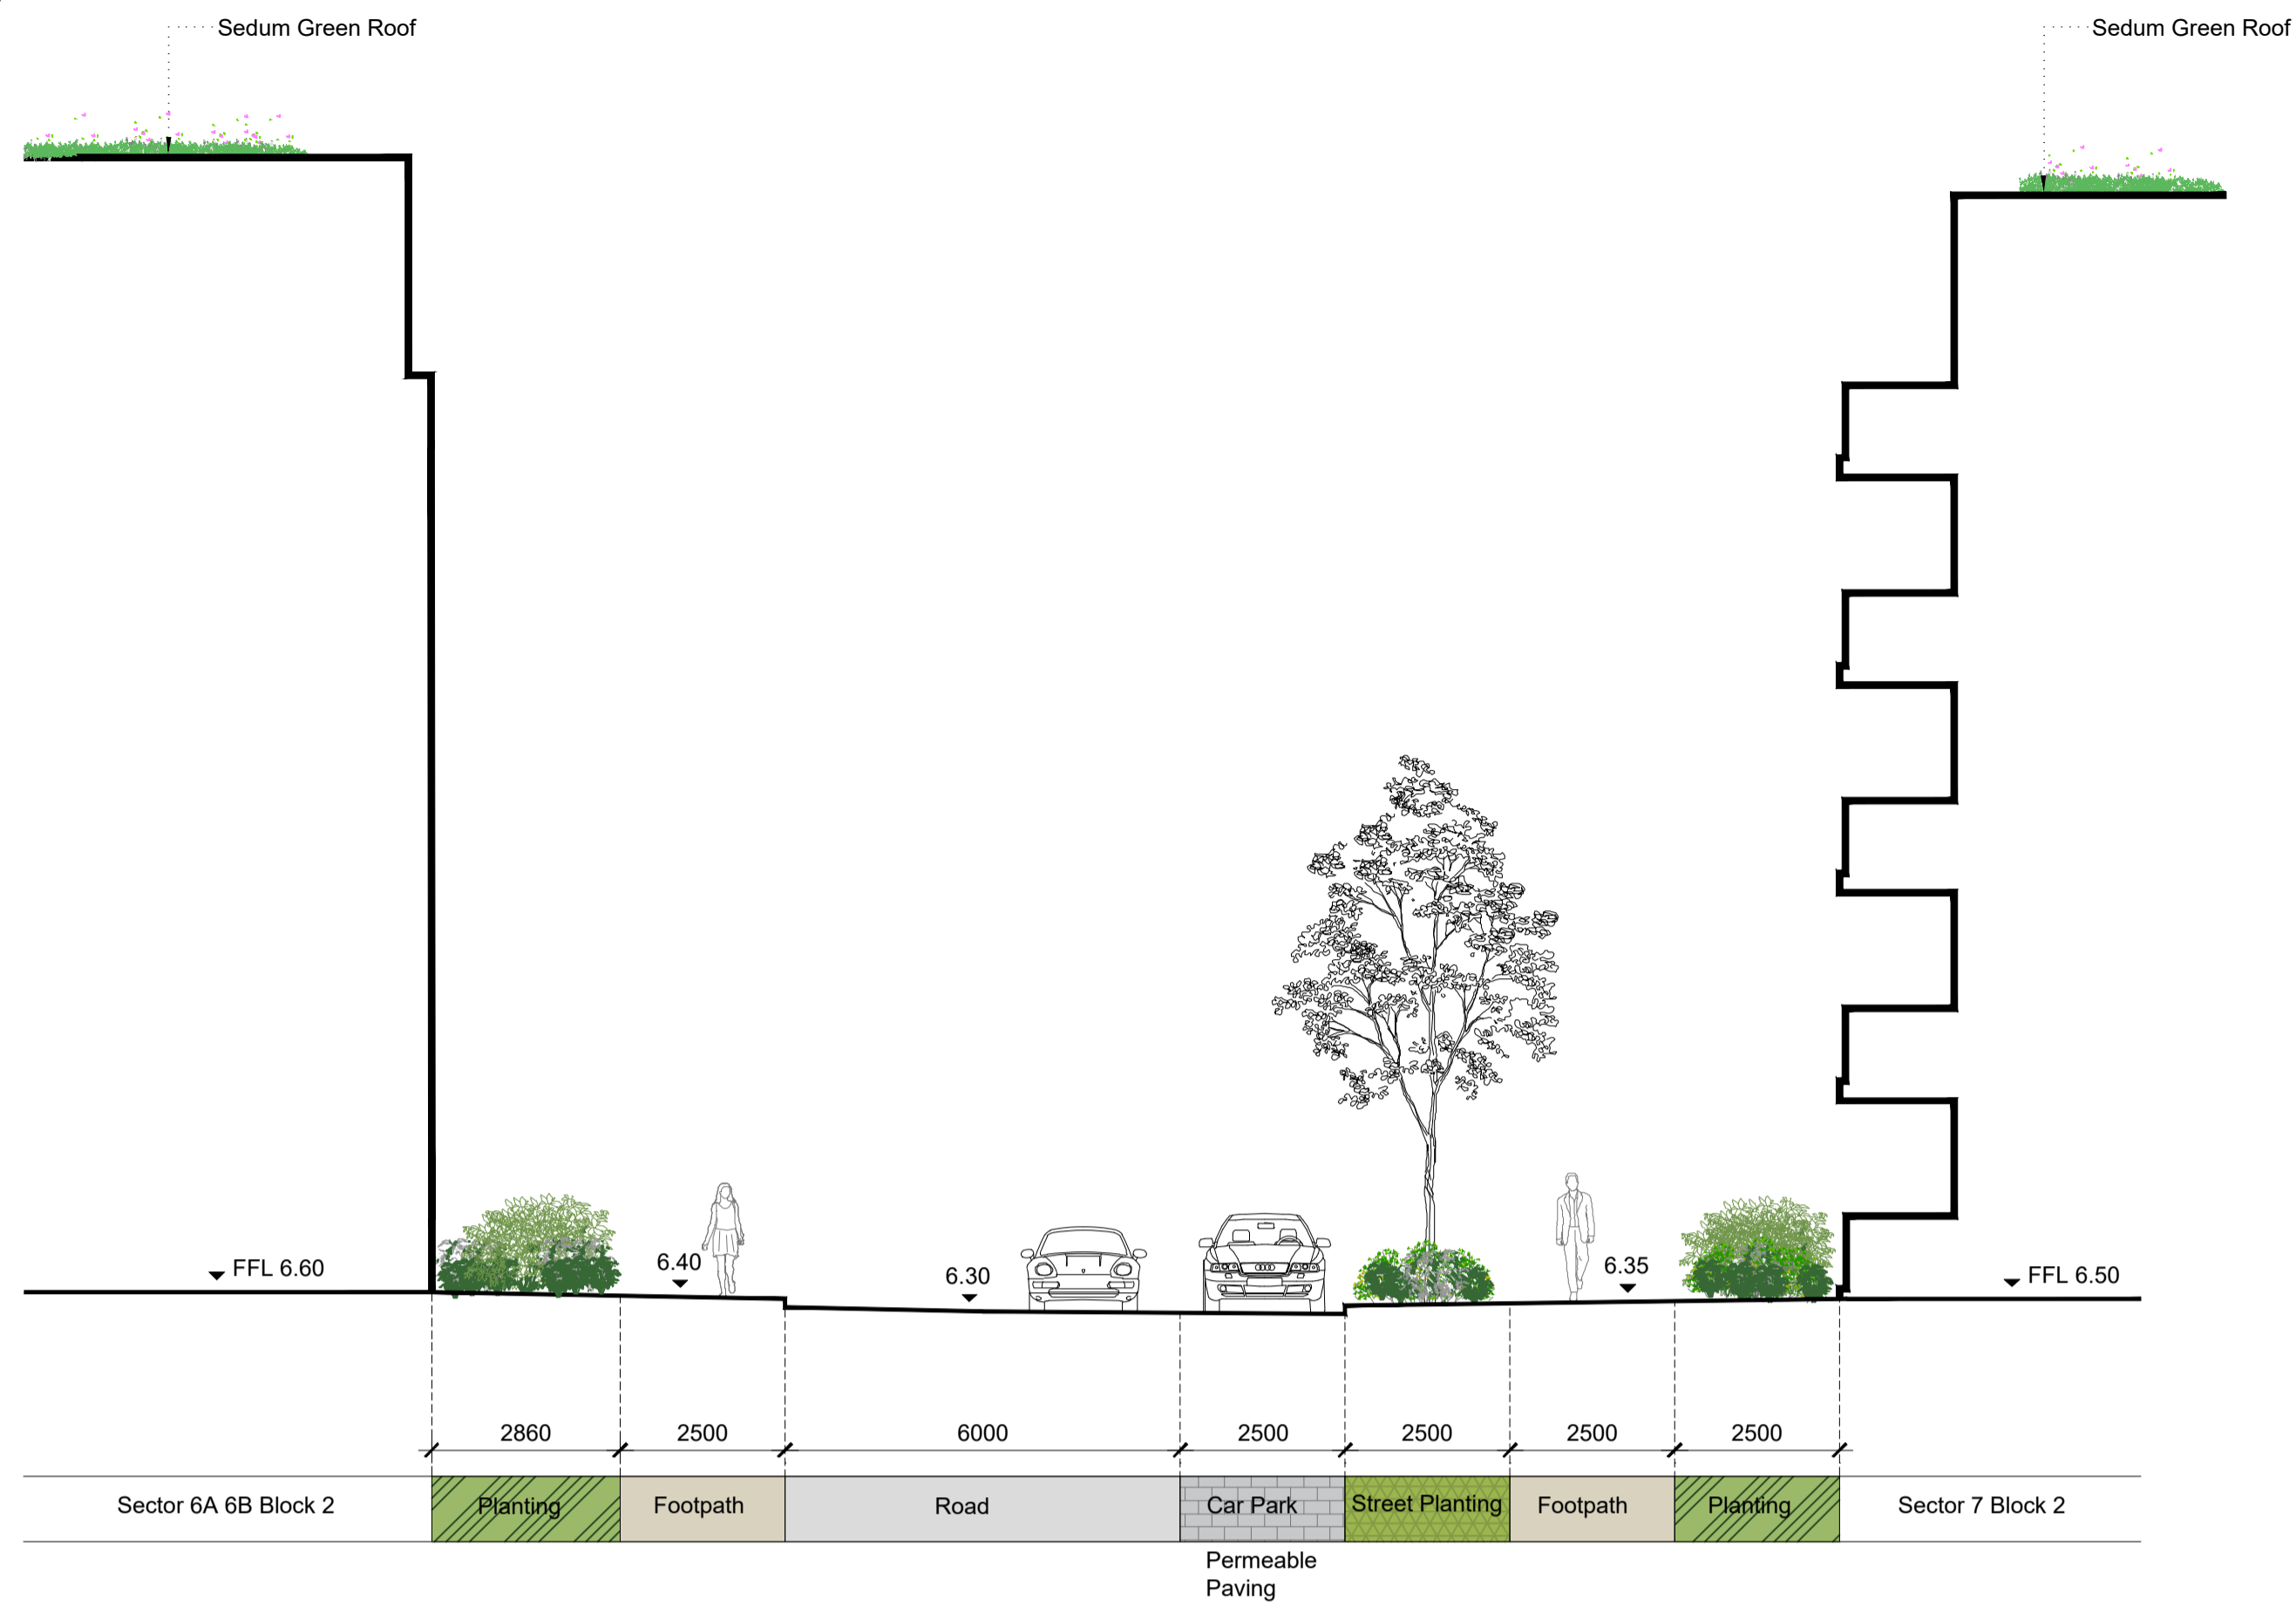 Sedum Green Roof
Sedum Green Roof
FFL 6.60
6.40
6.30
6.35
FFL 6.50
2860
2500
6000
2500
2500
2500
2500
Sector 6A 6B Block 2
Planting
Footpath
Road
Car Park
Street Planting
Footpath
Planting
Sector 7 Block 2
Permeable
Paving